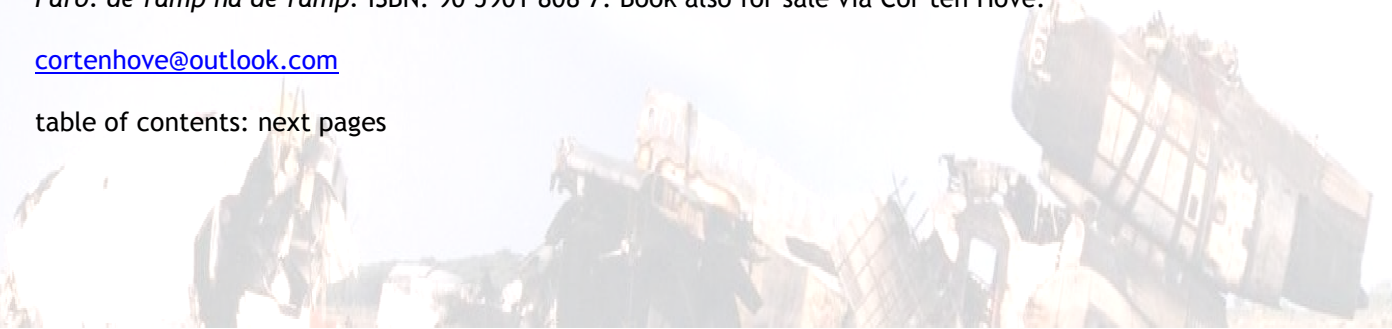 Faro: de ramp na de ramp. ISBN: 90 5901 808 7. Book also for sale via Cor ten Hove:
cortenhove@outlook.com
table of contents: next pages